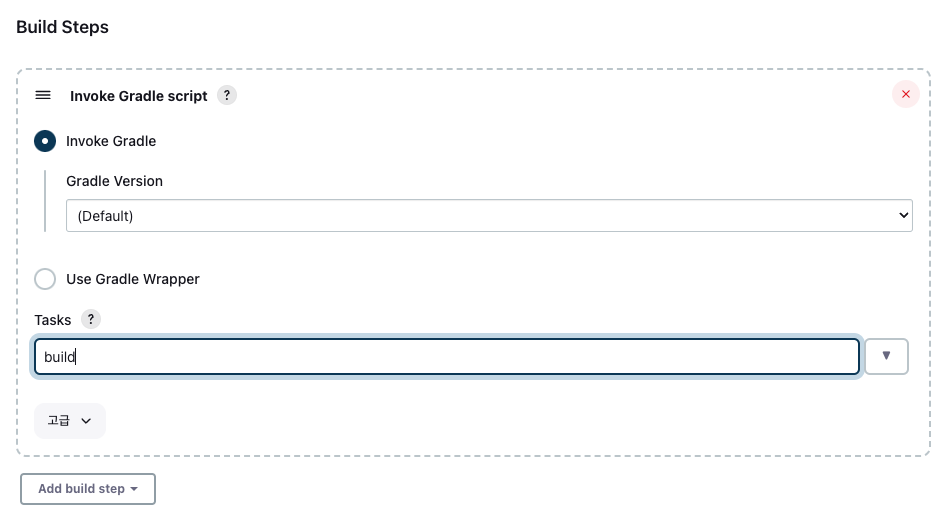 Build Steps
Invoke Gradle script ?
Invoke Gradle
Gradle Version
(Default)
Use Gradle Wrapper
Tasks ?
build
고급
Add build step